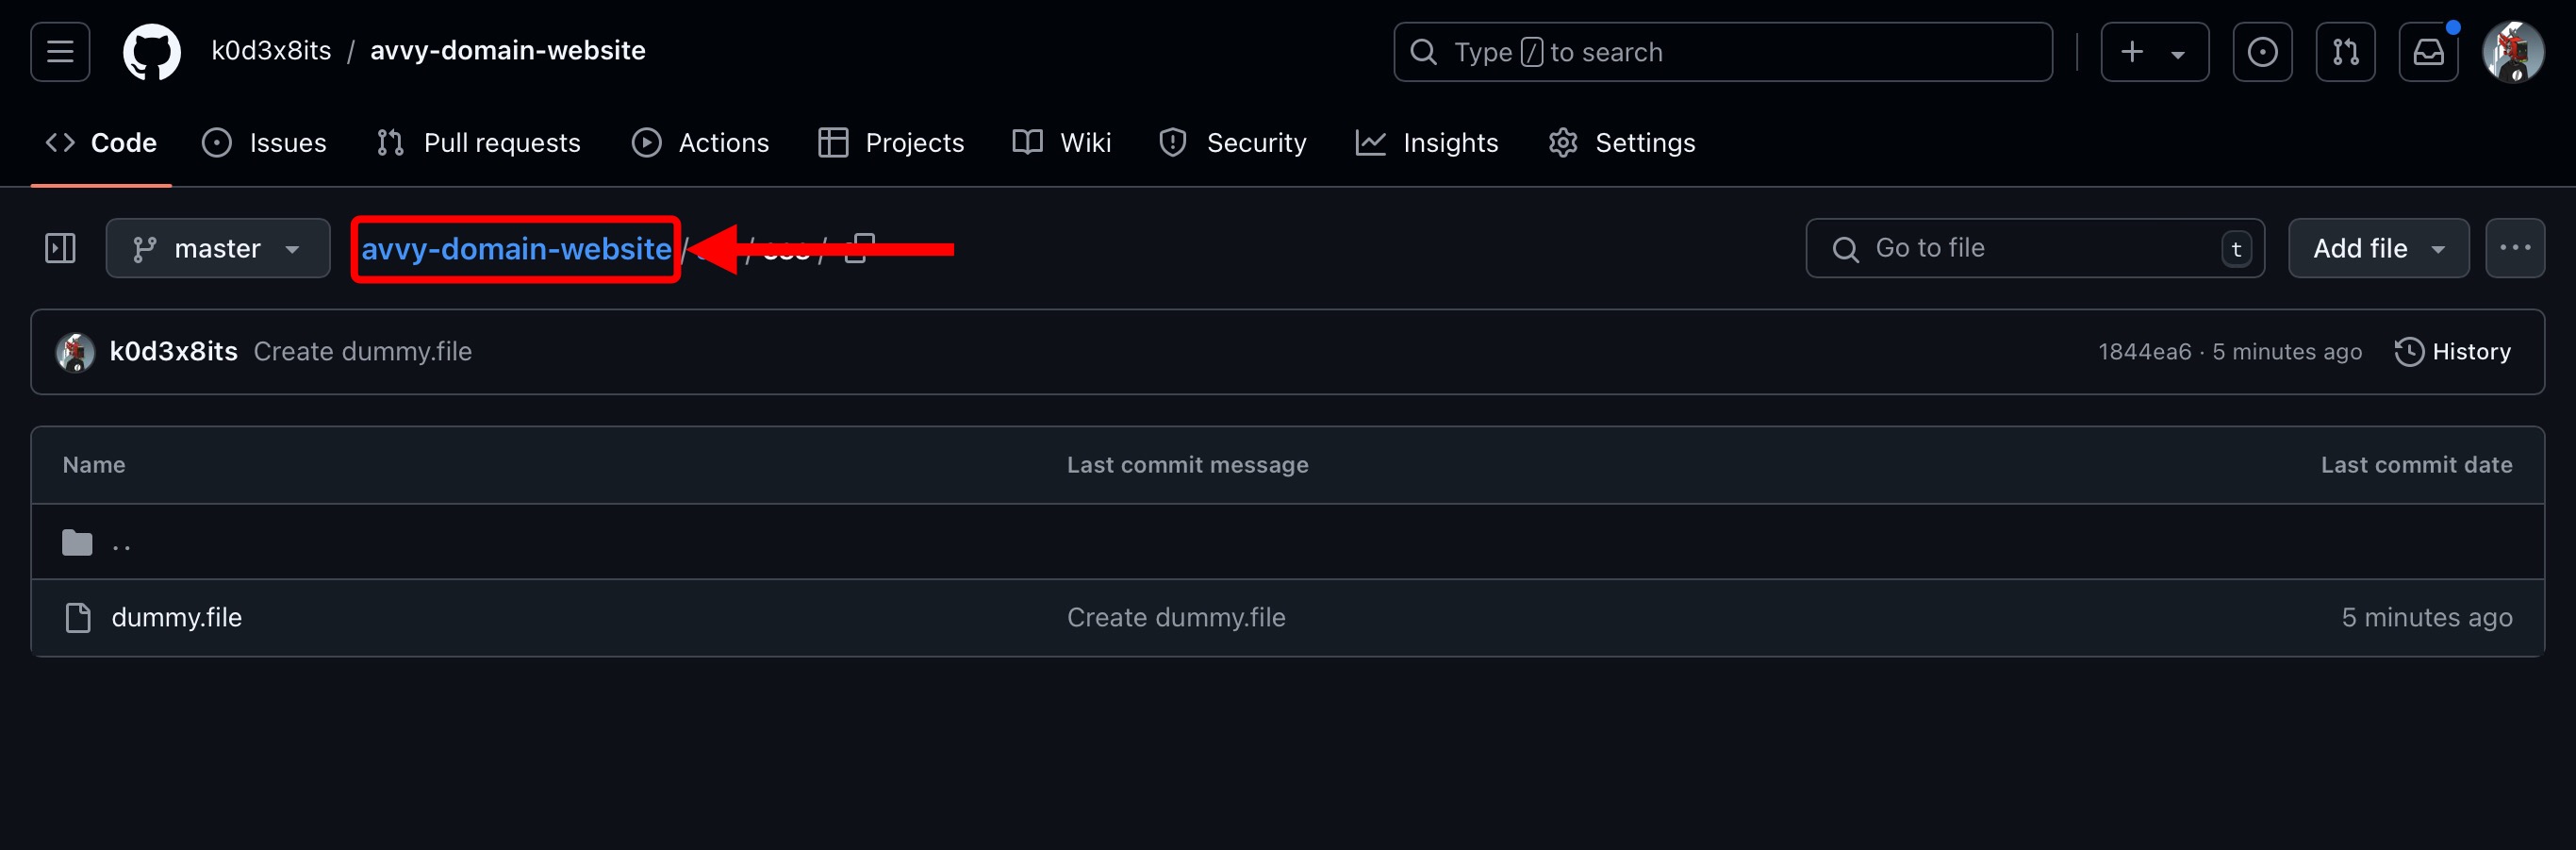 k0d3x8its / avvy-domain-website
Type / to search
Code Issues Pull requests Actions Projects Wiki Security Insights Settings
master avvy-domain-website / / css /
Go to file t Add file
k0d3x8its Create dummy.file 1844ea6 · 5 minutes ago History
Name Last commit message Last commit date
..
dummy.file Create dummy.file 5 minutes ago